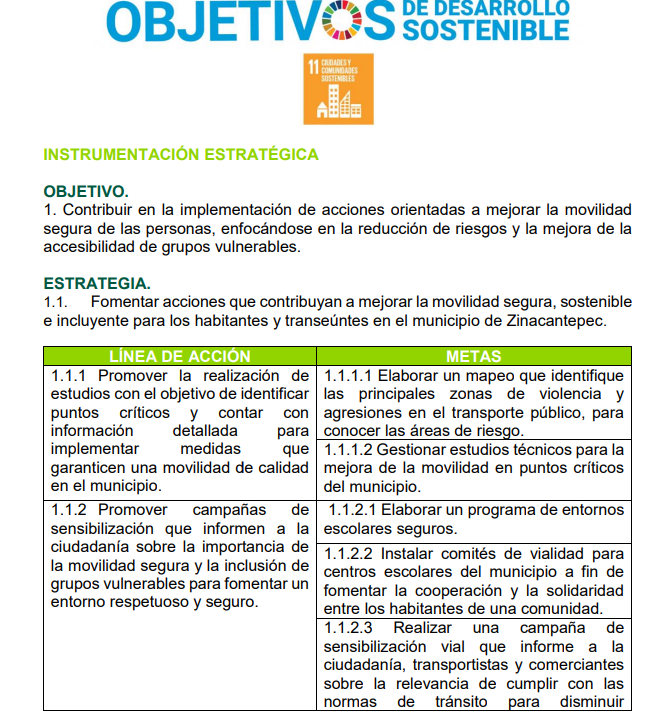 OBJETIVOS DE DESARROLLO
SOSTENIBLE
11 CIUDADES Y
COMUNIDADES
SOSTENIBLES
INSTRUMENTACIÓN ESTRATÉGICA
OBJETIVO.
1. Contribuir en la implementación de acciones orientadas a mejorar la movilidad
segura de las personas, enfocándose en la reducción de riesgos y la mejora de la
accesibilidad de grupos vulnerables.
ESTRATEGIA.
1.1. Fomentar acciones que contribuyan a mejorar la movilidad segura, sostenible
e incluyente para los habitantes y transeúntes en el municipio de Zinacantepec.
LÍNEA DE ACCIÓN
METAS
1.1.1 Promover la realización de
estudios con el objetivo de identificar
puntos críticos y contar con
información detallada para
implementar medidas que
garanticen una movilidad de calidad
en el municipio.
1.1.1.1 Elaborar un mapeo que identifique
las principales zonas de violencia y
agresiones en el transporte público, para
conocer las áreas de riesgo.
1.1.1.2 Gestionar estudios técnicos para la
mejora de la movilidad en puntos críticos
del municipio.
1.1.2 Promover campañas de
sensibilización que informen a la
ciudadanía sobre la importancia de
la movilidad segura y la inclusión de
grupos vulnerables para fomentar un
entorno respetuoso y seguro.
1.1.2.1 Elaborar un programa de entornos
escolares seguros.
1.1.2.2 Instalar comités de vialidad para
centros escolares del municipio a fin de
fomentar la cooperación y la solidaridad
entre los habitantes de una comunidad.
1.1.2.3 Realizar una campaña de
sensibilización vial que informe a la
ciudadanía, transportistas y comerciantes
sobre la relevancia de cumplir con las
normas de tránsito para disminuir